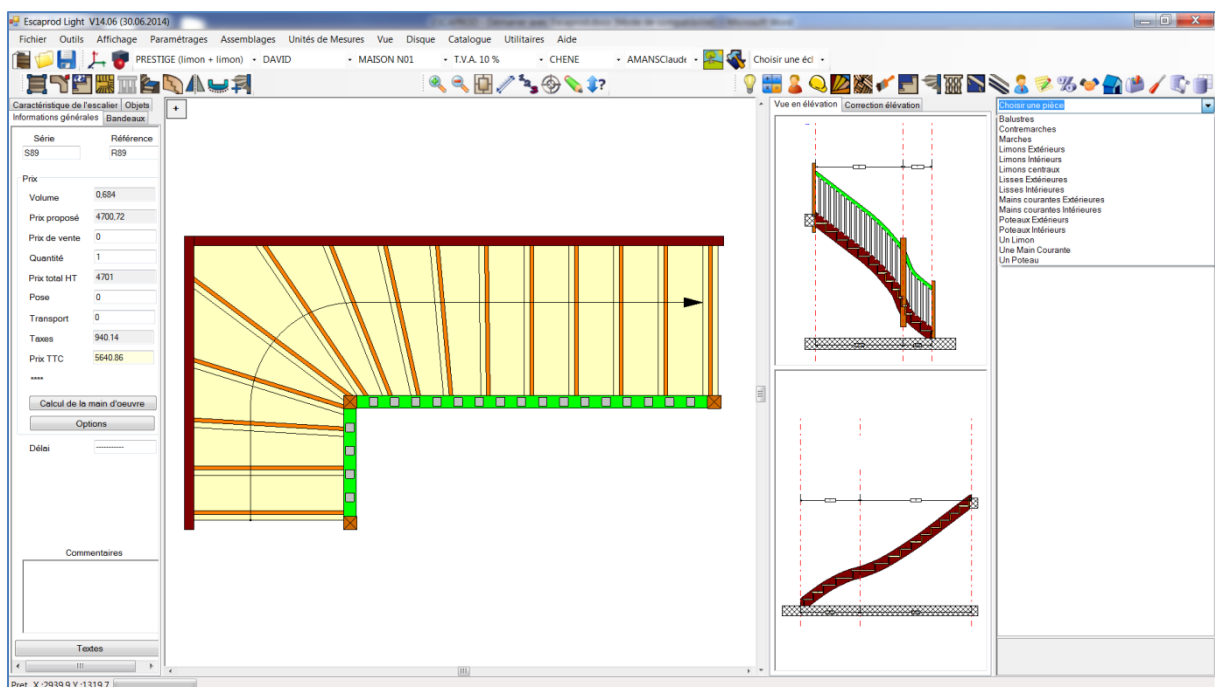 Escaprod Light V14.06 (30.06.2014)
Fichier Outils Affichage Paramétrages Assemblages Unités de Mesures Vue Disque Catalogue Utilitaires Aide
PRESTIGE (limon + limon) DAVID MAISON N01 T.V.A. 10 % CHENE AMANSClaude Choisir une écl
Caractéristique de l'escalier Objets
Informations générales Bandeaux
Série Référence
S89 R89
Prix
Volume 0,684
Prix proposé 4700,72
Prix de vente 0
Quantité 1
Prix total HT 4701
Pose 0
Transport 0
Taxes 940.14
Prix TTC 5640.86
****
Calcul de la main d'oeuvre
Options
Délai -----------
Commentaires
Textes
Pret X :2939,9 Y :1319,7
+
Vue en élévation Correction élévation
Choisir une pièce
Balustres
Contremarches
Marches
Limons Extérieurs
Limons Intérieurs
Limons centraux
Lisses Extérieures
Lisses Intérieures
Mains courantes Extérieures
Mains courantes Intérieures
Poteaux Extérieurs
Poteaux Intérieurs
Un Limon
Une Main Courante
Un Poteau